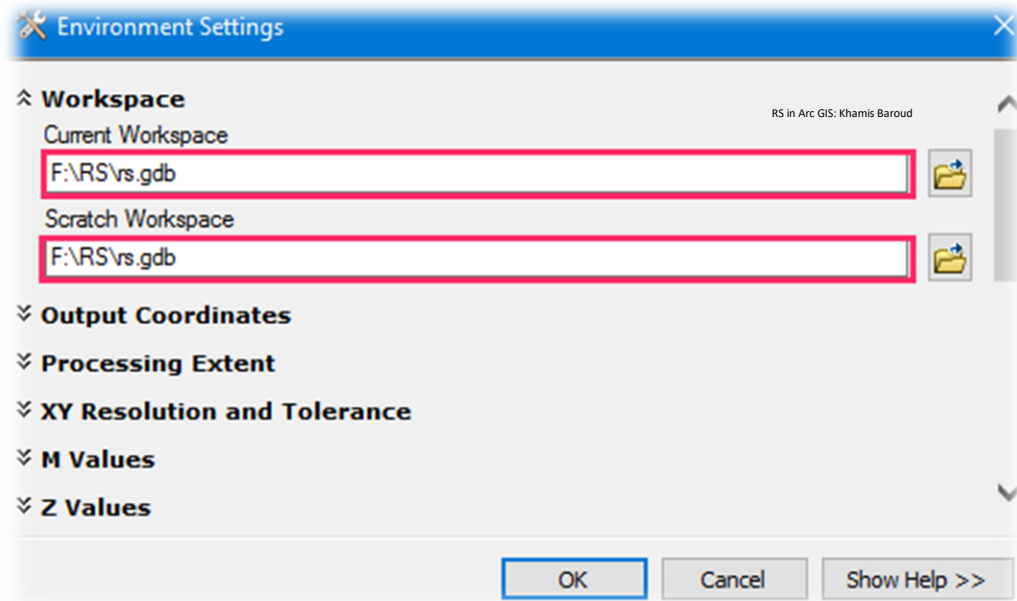 Environment Settings
Workspace
RS in Arc GIS: Khamis Baroud
Current Workspace
F:\RS\rs.gdb
Scratch Workspace
F:\RS\rs.gdb
Output Coordinates
Processing Extent
XY Resolution and Tolerance
M Values
Z Values
OK
Cancel
Show Help >>